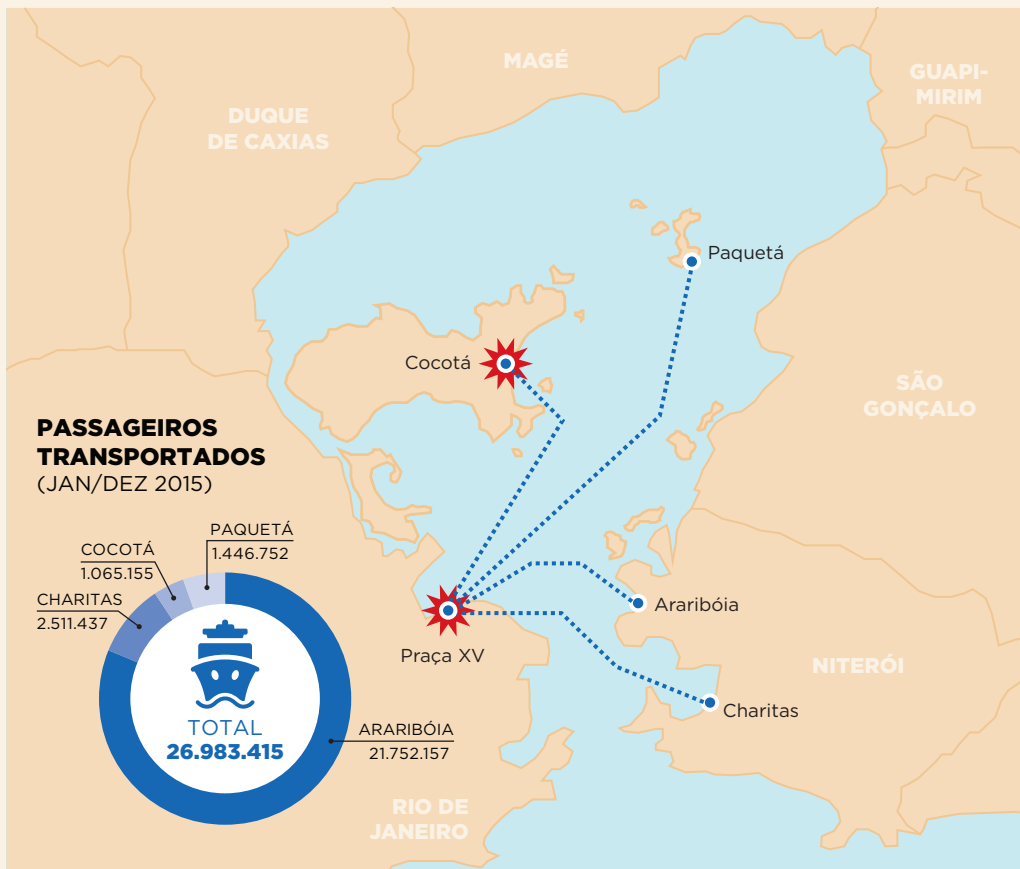 MAGÉ
GUAPI-
MIRIM
DUQUE
DE CAXIAS
Paquetá
Cocotá
SÃO
GONÇALO
PASSAGEIROS
TRANSPORTADOS
(JAN/DEZ 2015)
PAQUETÁ
1.446.752
COCOTÁ
1.065.155
CHARITAS
2.511.437
TOTAL
26.983.415
ARARIBÓIA
21.752.157
Praça XV
Araribóia
NITERÓI
Charitas
RIO DE
JANEIRO